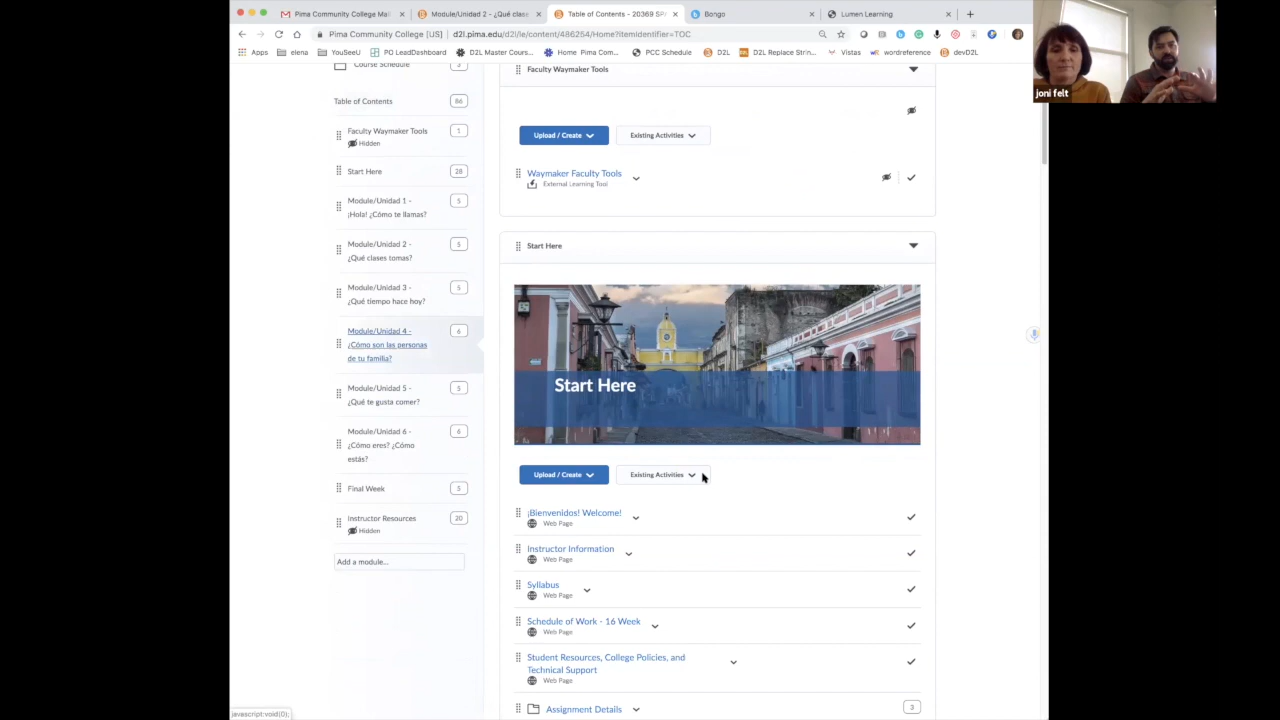 Pima Community College Mai
Module/Unidad 2 - ¿Qué clase
Table of Contents - 20369 SPA
Bongo
Lumen Learning
Pima Community College [US] | d2l.pima.edu/d2l/le/content/486254/Home?itemIdentifier=TOC
Apps
elena
YouSeeU
PO LeadDashboard
D2L Master Cours...
Home Pima Com...
PCC Schedule
D2L
D2L Replace Strin...
Vistas
wordreference
devD2L
joni felt
Course Schedule
3
Table of Contents
86
Faculty Waymaker Tools
1
Hidden
Start Here
28
Module/Unidad 1 -
5
¡Hola! ¿Cómo te llamas?
Module/Unidad 2 -
5
¿Qué clases tomas?
Module/Unidad 3 -
5
¿Qué tiempo hace hoy?
Module/Unidad 4 -
6
¿Cómo son las personas
de tu familia?
Module/Unidad 5 -
5
¿Qué te gusta comer?
Module/Unidad 6 -
6
¿Cómo eres? ¿Cómo
estás?
Final Week
5
Instructor Resources
20
Hidden
Add a module...
Faculty Waymaker Tools
Upload / Create
Existing Activities
Waymaker Faculty Tools
External Learning Tool
Start Here
Start Here
Upload / Create
Existing Activities
¡Bienvenidos! Welcome!
Web Page
Instructor Information
Web Page
Syllabus
Web Page
Schedule of Work - 16 Week
Web Page
Student Resources, College Policies, and
Technical Support
Web Page
Assignment Details
3
javascript:void(0);